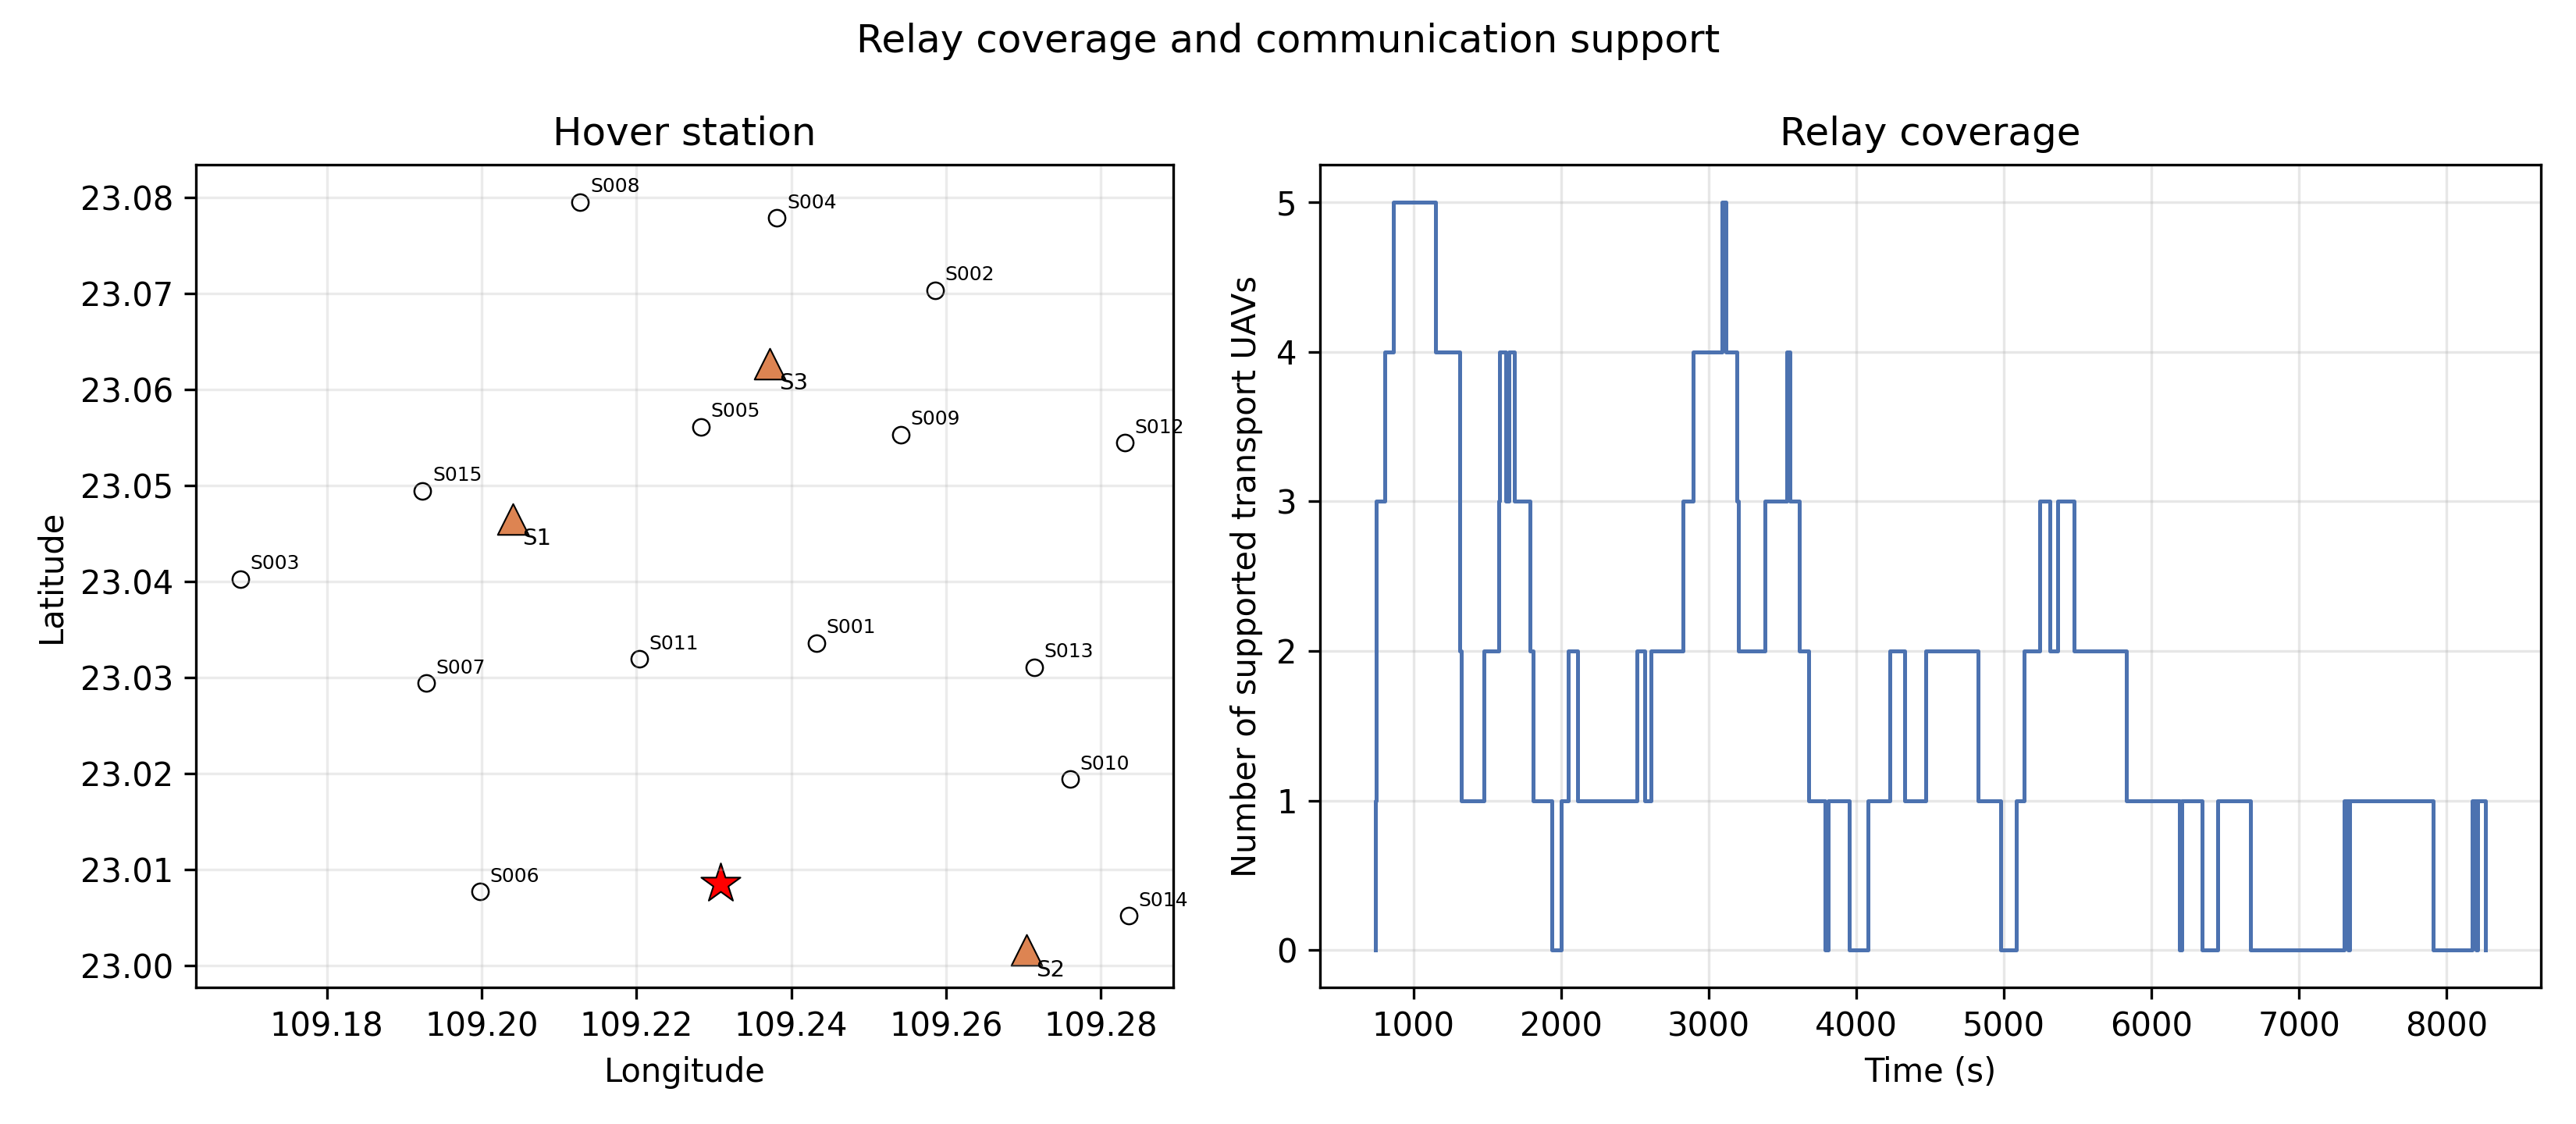 Relay coverage and communication support
Hover station
Latitude
23.08
23.07
23.06
23.05
23.04
23.03
23.02
23.01
23.00
S008
S004
S002
S3
S005
S009
S012
S015
S1
S003
S001
S011
S013
S007
S010
S006
S014
S2
109.18
109.20
109.22
109.24
109.26
109.28
Longitude
Relay coverage
Number of supported transport UAVs
5
4
3
2
1
0
1000
2000
3000
4000
5000
6000
7000
8000
Time (s)